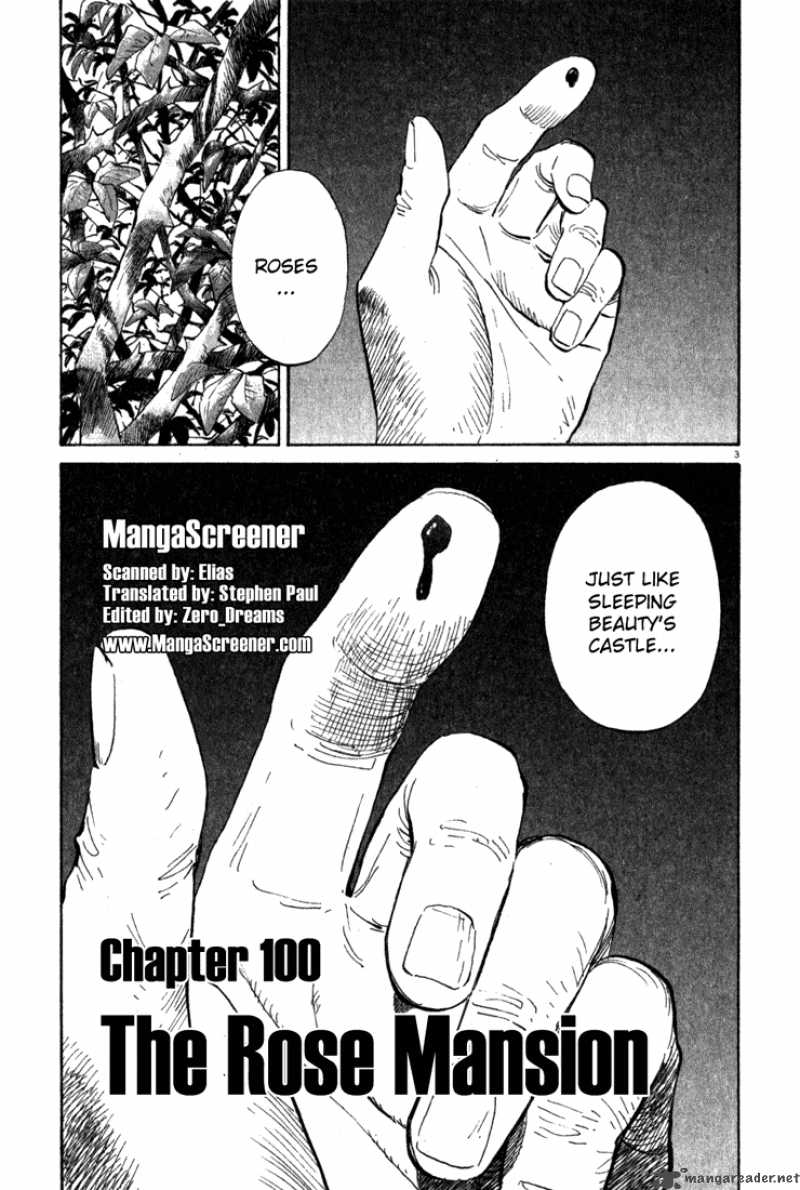 ROSES
...
3
MangaScreener
Scanned by: Elias
Translated by: Stephen Paul
Edited by: Zero_Dreams
www.MangaScreener.com
JUST LIKE
SLEEPING
BEAUTY'S
CASTLE...
Chapter 100
The Rose Mansion
mangareader.net